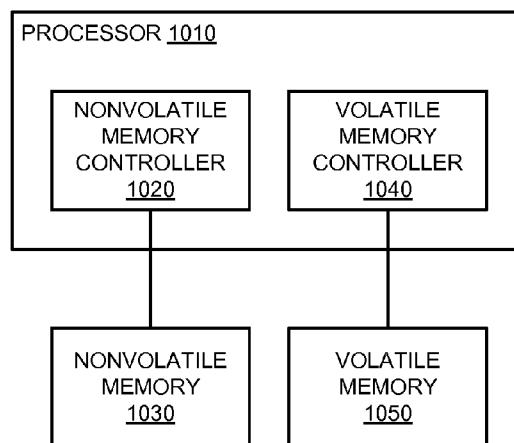 PROCESSOR 1010
NONVOLATILE
MEMORY
CONTROLLER
1020
VOLATILE
MEMORY
CONTROLLER
1040
NONVOLATILE
MEMORY
1030
VOLATILE
MEMORY
1050